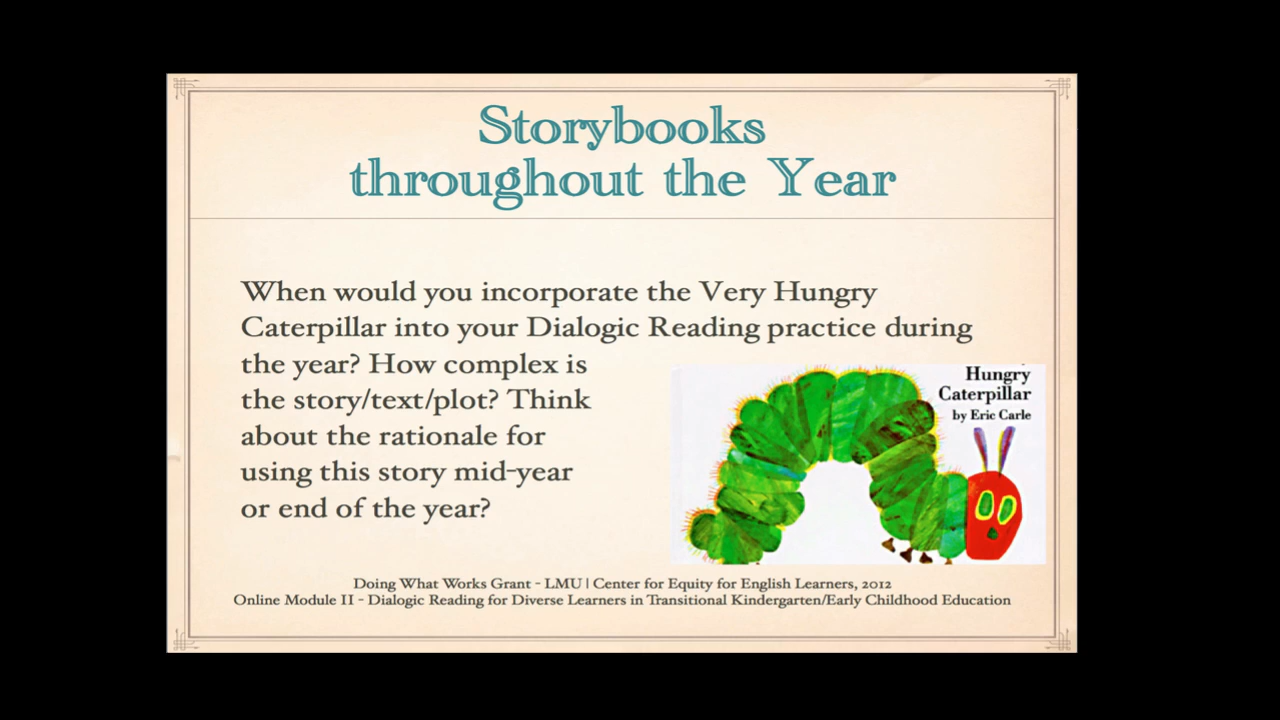 Storybooks
throughout the Year
When would you incorporate the Very Hungry
Caterpillar into your Dialogic Reading practice during
the year? How complex is
the story/text/plot? Think
about the rationale for
using this story mid-year
or end of the year?
Hungry
Caterpillar
by Eric Carle
Doing What Works Grant - LMU | Center for Equity for English Learners, 2012
Online Module II - Dialogic Reading for Diverse Learners in Transitional Kindergarten/Early Childhood Education